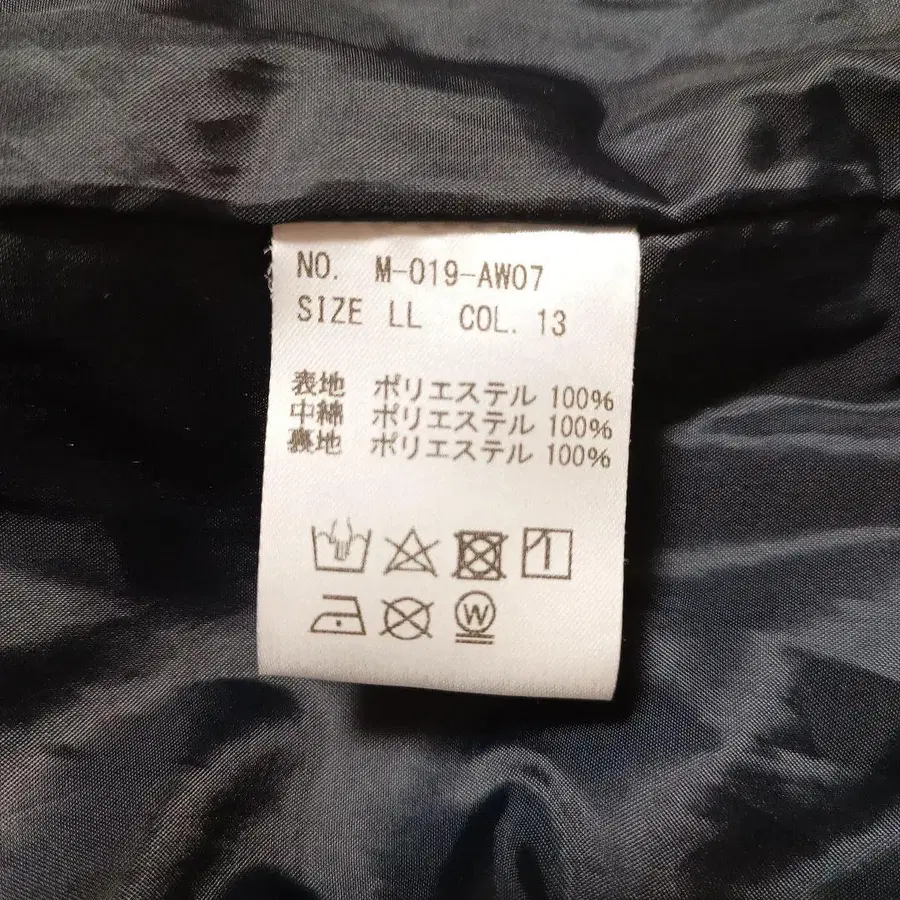 NO. M-019-AW07
SIZE LL COL. 13
表地 ポリエステル 100%
中綿 ポリエステル 100%
裏地 ポリエステル 100%
W